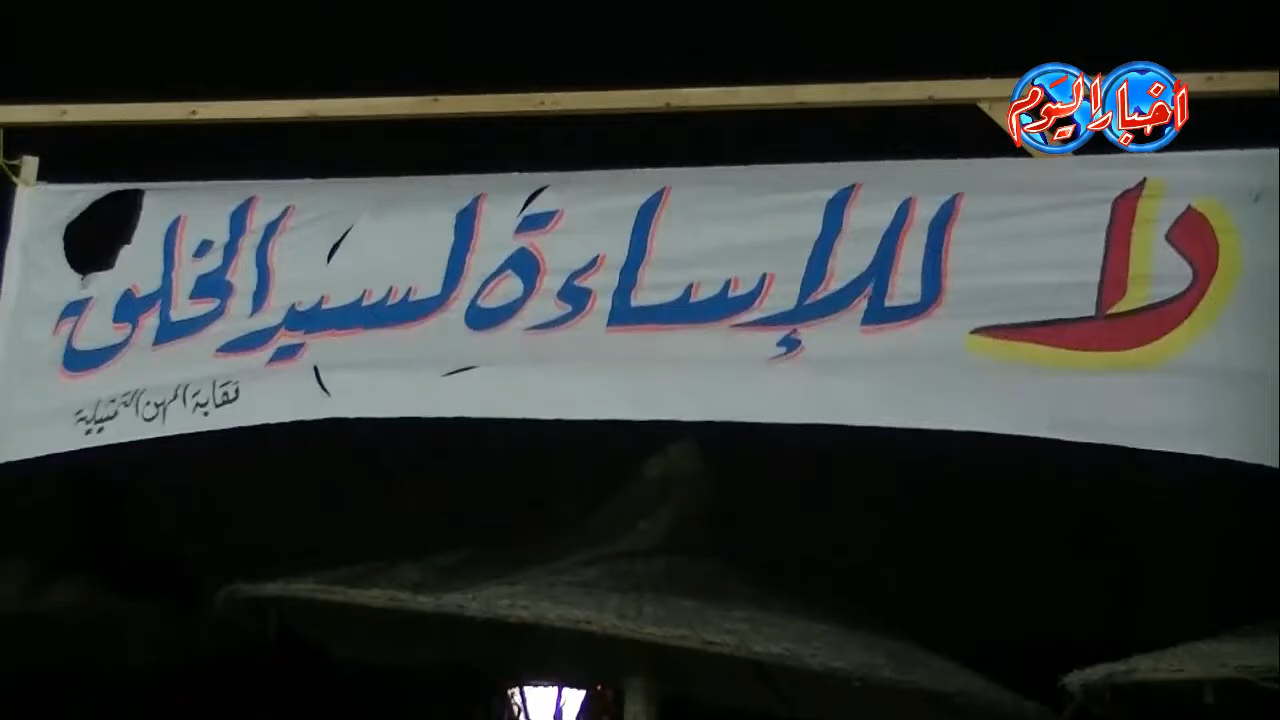 أخبار اليوم
لا للإساءة لسيد الخلق
نقابة المهن التمثيلية